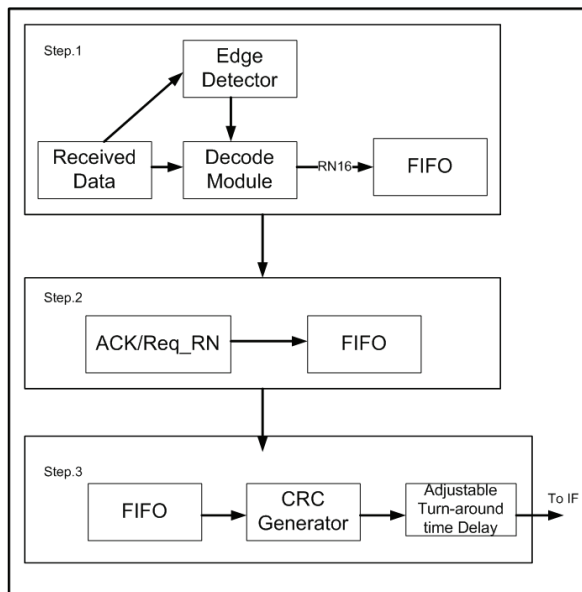 Step.1
Edge
Detector
Received
Data
Decode
Module
RN16
FIFO
Step.2
ACK/Req_RN
FIFO
Step.3
FIFO
CRC
Generator
Adjustable
Turn-around
time Delay
To IF